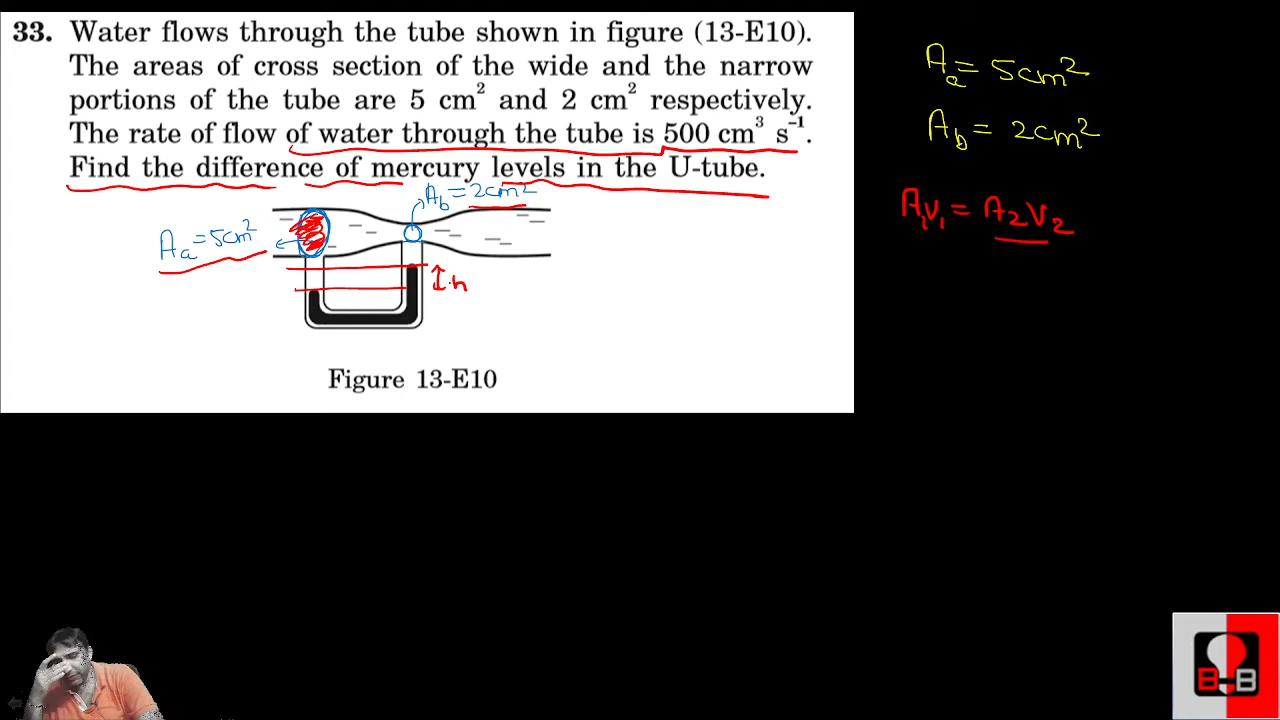 33. Water flows through the tube shown in figure (13-E10).
The areas of cross section of the wide and the narrow
portions of the tube are 5 cm² and 2 cm² respectively.
The rate of flow of water through the tube is 500 cm³ s⁻¹.
Find the difference of mercury levels in the U-tube.
A_b = 2cm²
A_a = 5cm²
h
Figure 13-E10
A_a = 5cm²
A_b = 2cm²
A₁v₁ = A₂v₂
B-B